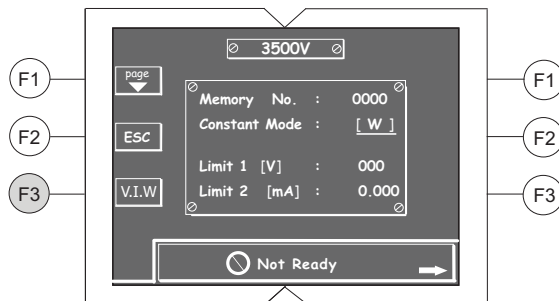 3500V
F1 page F1
Memory No. : 0000
Constant Mode : [ W ]
F2 ESC F2
Limit 1 [V] : 000
F3 V.I.W Limit 2 [mA] : 0.000 F3
Not Ready